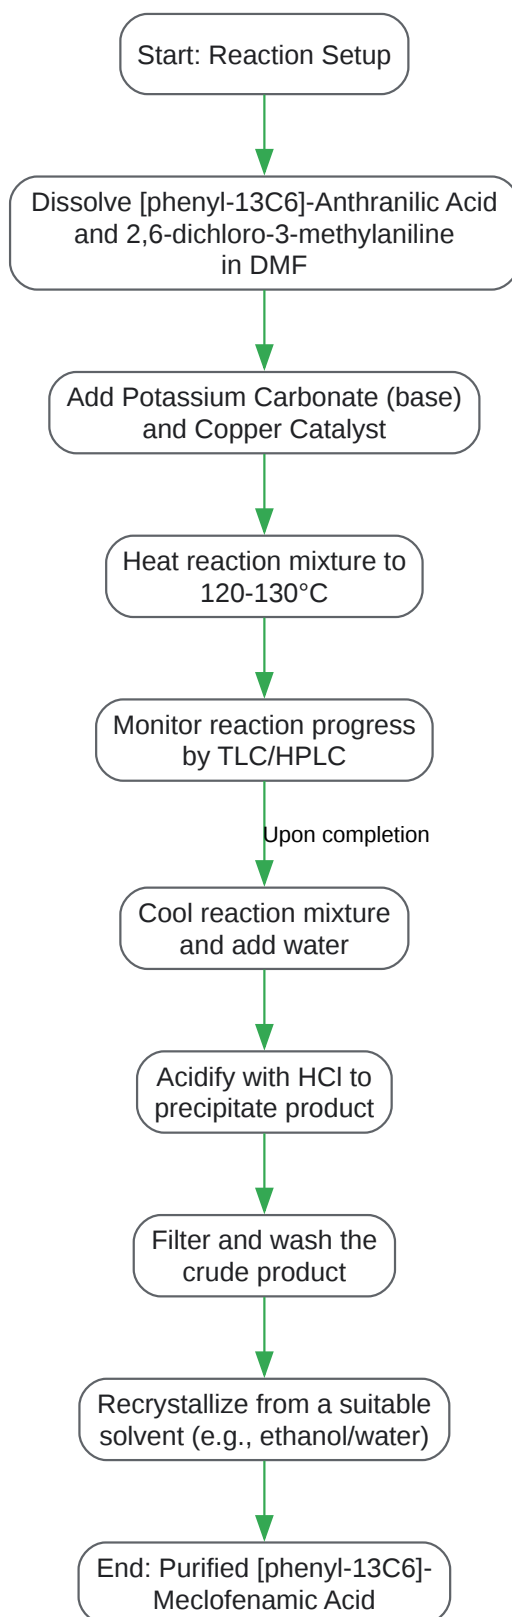 Start: Reaction Setup
Dissolve [phenyl-13C6]-Anthranilic Acid
and 2,6-dichloro-3-methylaniline
in DMF
Add Potassium Carbonate (base)
and Copper Catalyst
Heat reaction mixture to
120-130°C
Monitor reaction progress
by TLC/HPLC
Upon completion
Cool reaction mixture
and add water
Acidify with HCl to
precipitate product
Filter and wash the
crude product
Recrystallize from a suitable
solvent (e.g., ethanol/water)
End: Purified [phenyl-13C6]-
Meclofenamic Acid